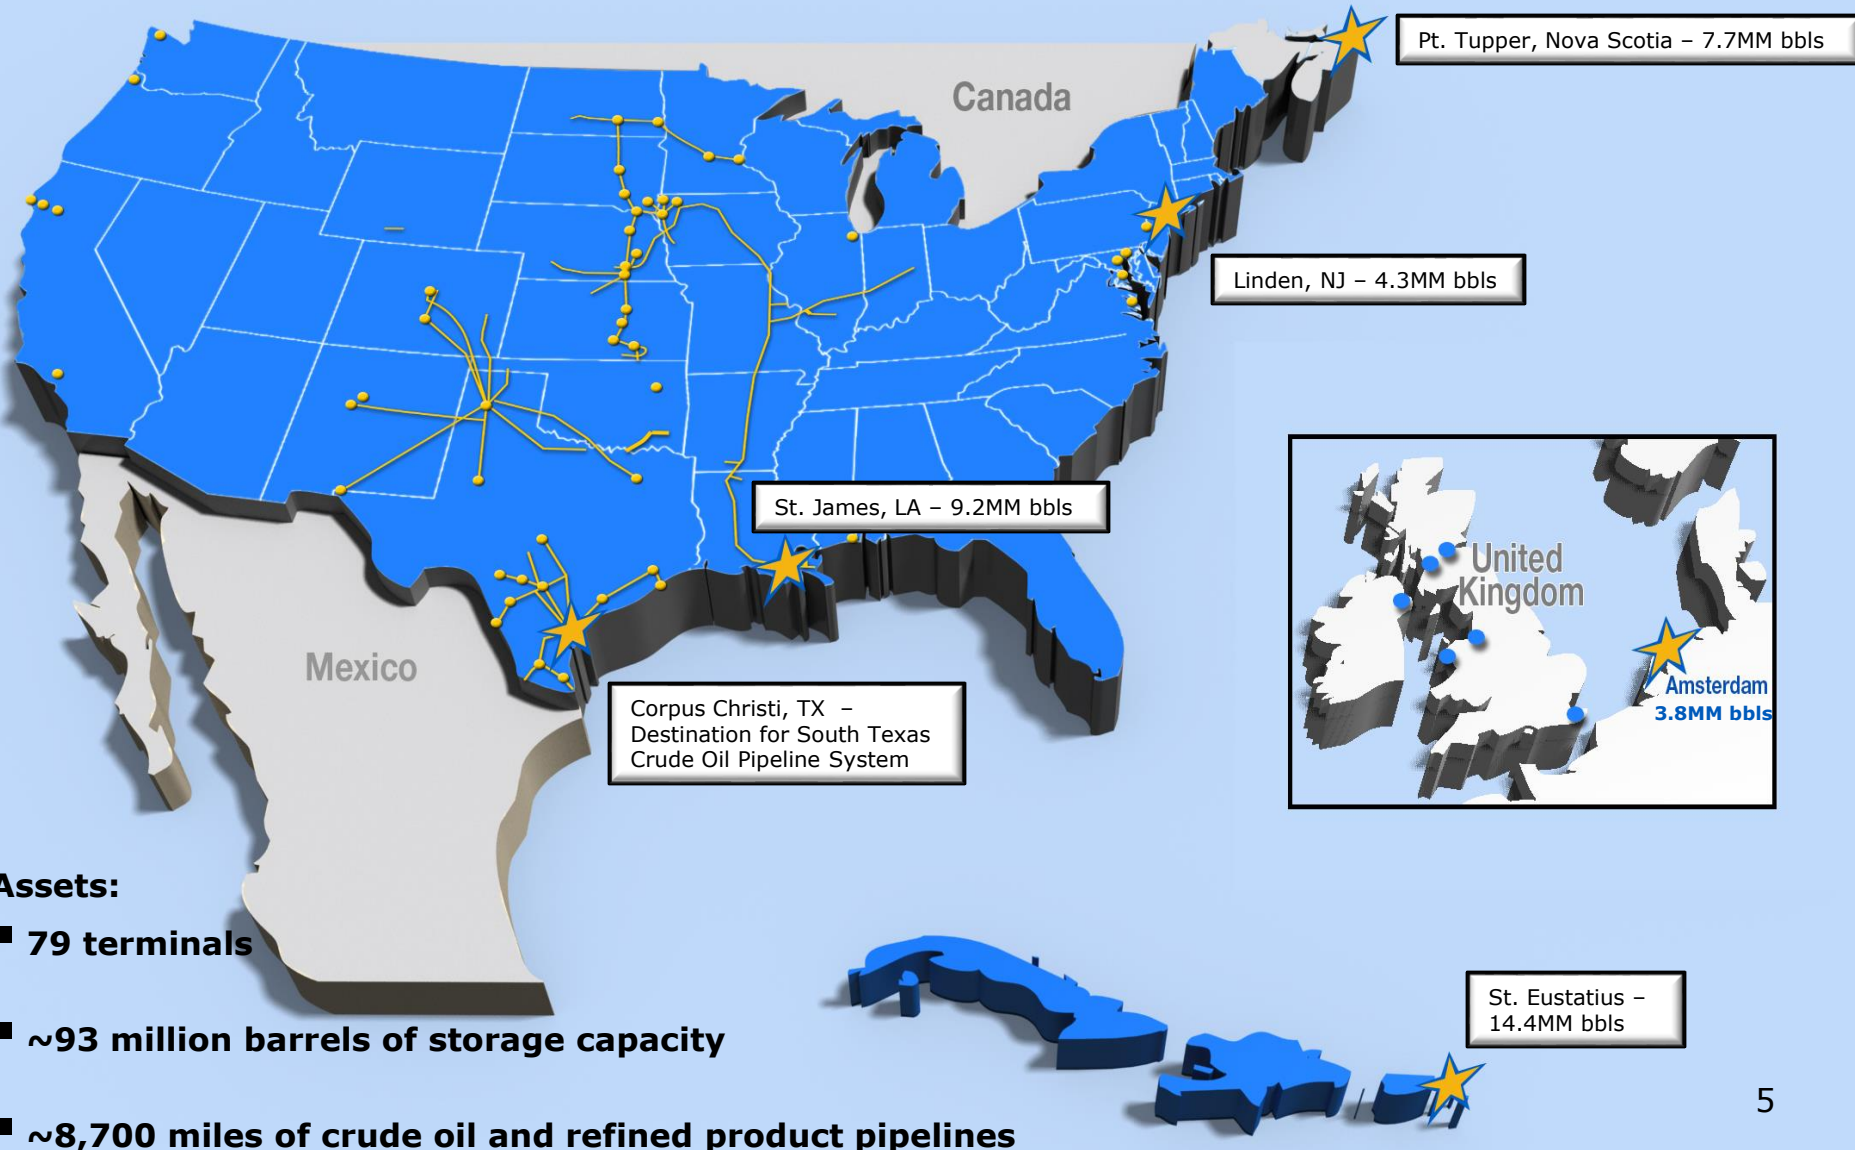 Pt. Tupper, Nova Scotia – 7.7MM bbls
Canada
Linden, NJ – 4.3MM bbls
St. James, LA – 9.2MM bbls
United
Kingdom
Mexico
Amsterdam
3.8MM bbls
Corpus Christi, TX –
Destination for South Texas
Crude Oil Pipeline System
Assets:
▪ 79 terminals
▪ ~93 million barrels of storage capacity
▪ ~8,700 miles of crude oil and refined product pipelines
St. Eustatius –
14.4MM bbls
5